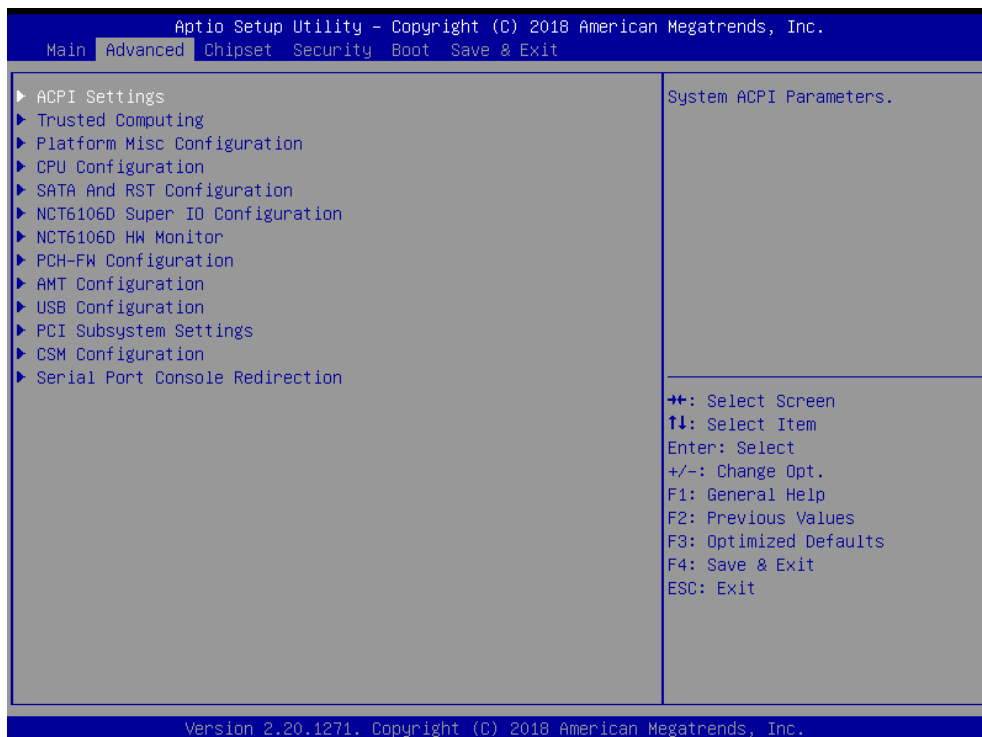 Aptio Setup Utility – Copyright (C) 2018 American Megatrends, Inc.
Main Advanced Chipset Security Boot Save & Exit
▶ ACPI Settings
▶ Trusted Computing
▶ Platform Misc Configuration
▶ CPU Configuration
▶ SATA And RST Configuration
▶ NCT6106D Super IO Configuration
▶ NCT6106D HW Monitor
▶ PCH-FW Configuration
▶ AMT Configuration
▶ USB Configuration
▶ PCI Subsystem Settings
▶ CSM Configuration
▶ Serial Port Console Redirection
System ACPI Parameters.
→←: Select Screen
↑↓: Select Item
Enter: Select
+/-: Change Opt.
F1: General Help
F2: Previous Values
F3: Optimized Defaults
F4: Save & Exit
ESC: Exit
Version 2.20.1271. Copyright (C) 2018 American Megatrends, Inc.